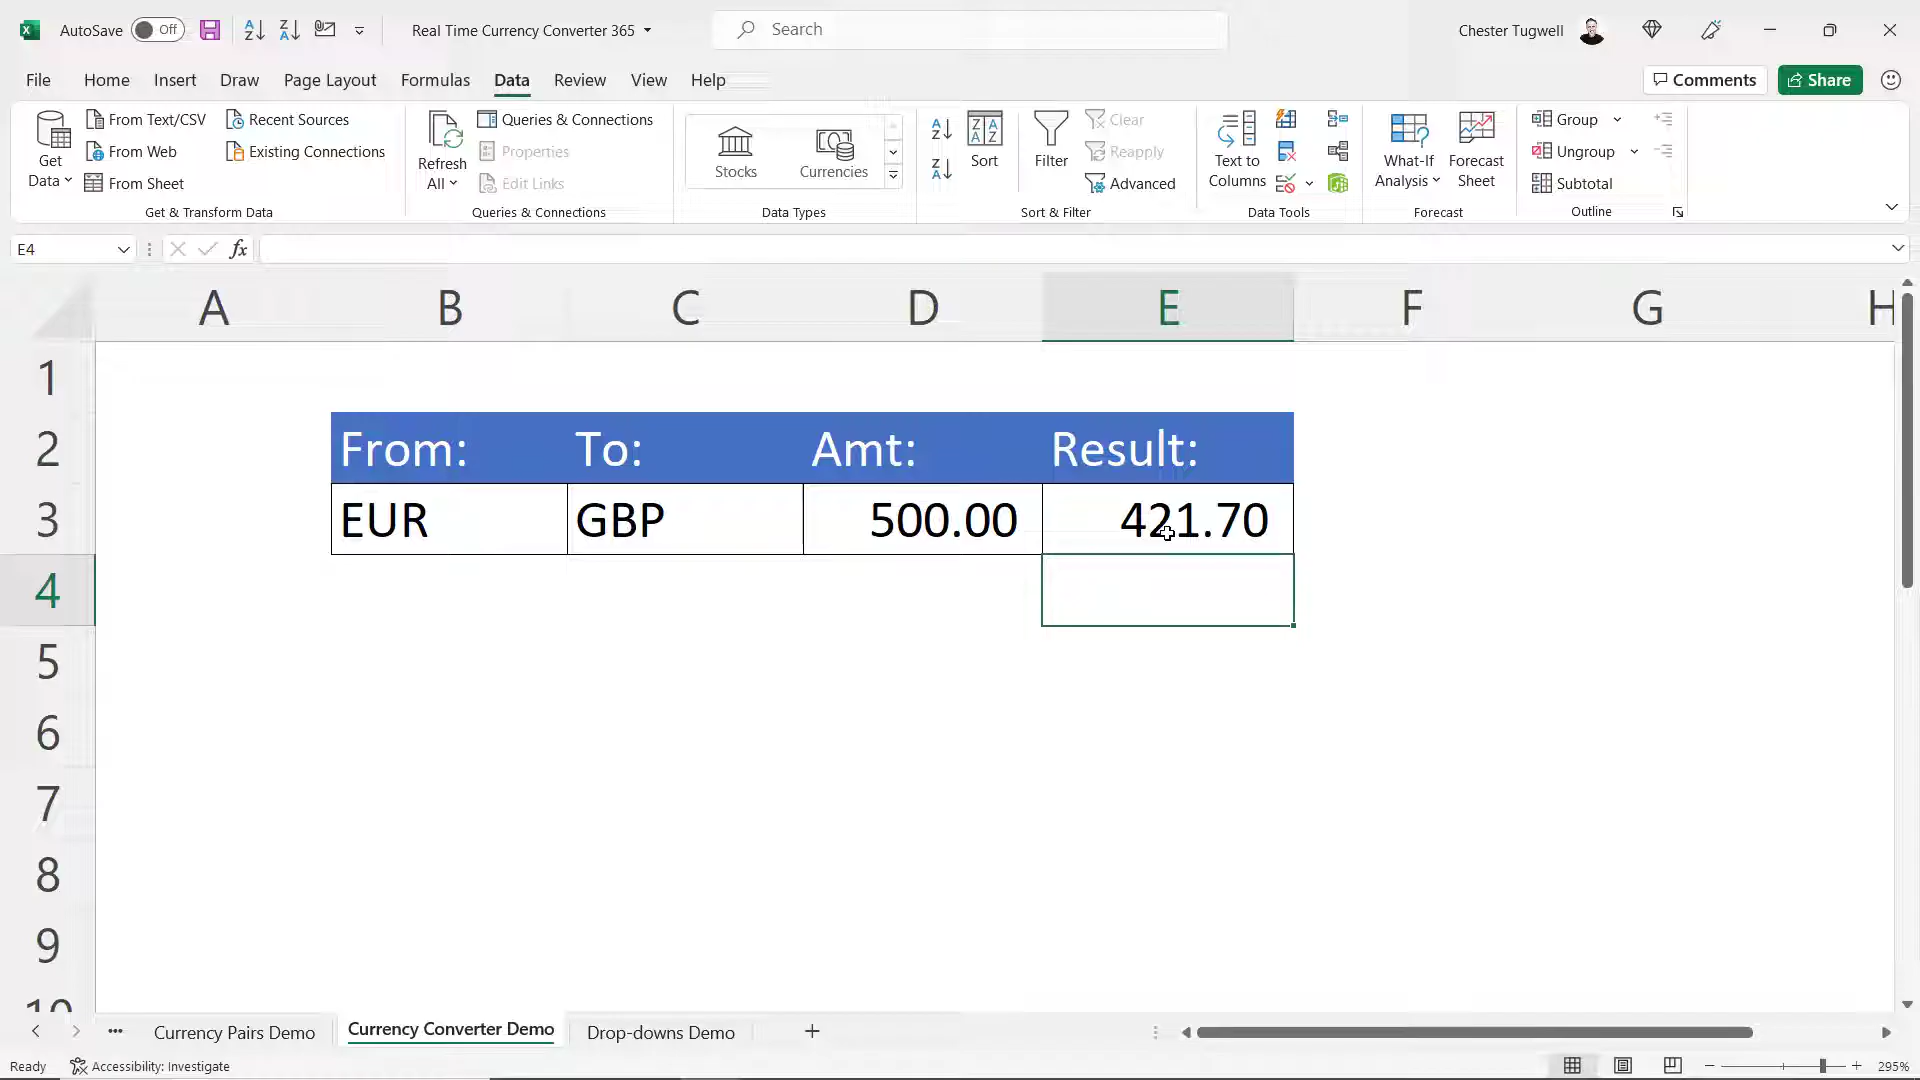 AutoSave Off Real Time Currency Converter 365 Search Chester Tugwell
File Home Insert Draw Page Layout Formulas Data Review View Help Comments Share
Get Data
From Text/CSV
From Web
From Sheet
Recent Sources
Existing Connections
Get & Transform Data
Refresh All
Queries & Connections
Properties
Edit Links
Queries & Connections
Stocks
Currencies
Data Types
Sort
Filter
Clear
Reapply
Advanced
Sort & Filter
Text to Columns
Data Tools
What-If Analysis
Forecast Sheet
Forecast
Group
Ungroup
Subtotal
Outline
E4 fx
A B C D E F G H
1
2 From: To: Amt: Result:
3 EUR GBP 500.00 421.70
4
5
6
7
8
9
10
... Currency Pairs Demo Currency Converter Demo Drop-downs Demo +
Ready Accessibility: Investigate 295%